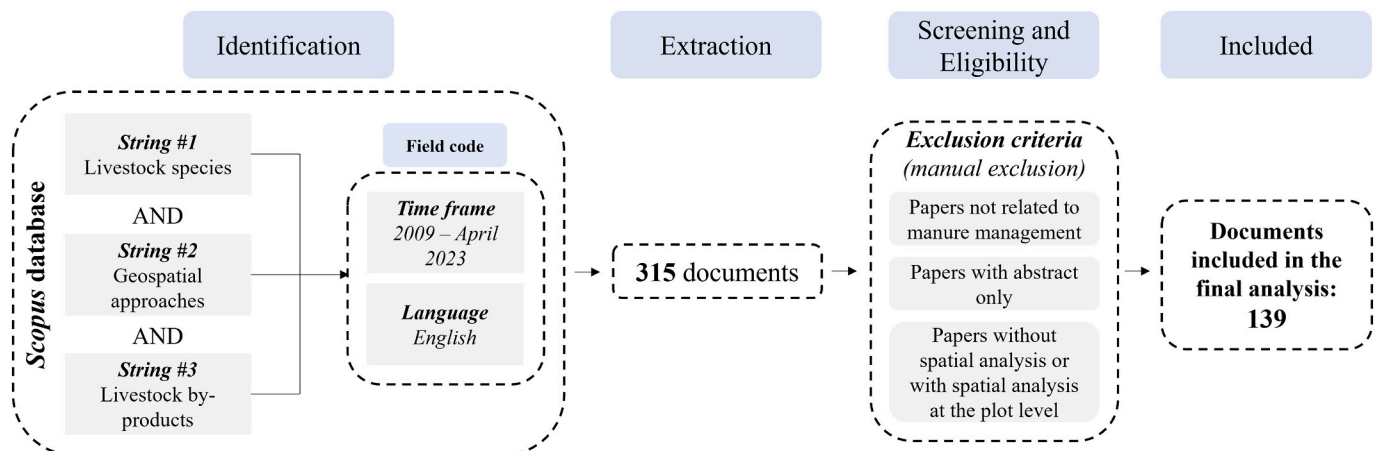 Identification
Extraction
Screening and
Eligibility
Included
Scopus database
String #1
Livestock species
AND
String #2
Geospatial
approaches
AND
String #3
Livestock by-
products
Field code
Time frame
2009 – April
2023
Language
English
315 documents
Exclusion criteria
(manual exclusion)
Papers not related to
manure management
Papers with abstract
only
Papers without
spatial analysis or
with spatial analysis
at the plot level
Documents
included in the
final analysis:
139